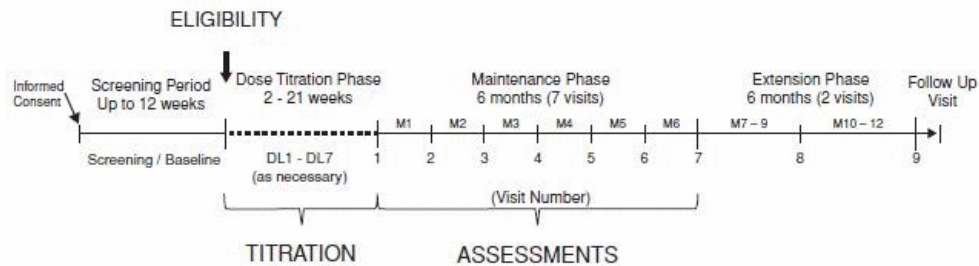 ELIGIBILITY
Informed
Consent
Screening Period
Up to 12 weeks
Dose Titration Phase
2 - 21 weeks
Maintenance Phase
6 months (7 visits)
Extension Phase
6 months (2 visits)
Follow Up
Visit
M1 M2 M3 M4 M5 M6 M7 – 9 M10 – 12
Screening / Baseline
DL1 - DL7
(as necessary)
1 2 3 4 5 6 7 8 9
(Visit Number)
TITRATION
ASSESSMENTS